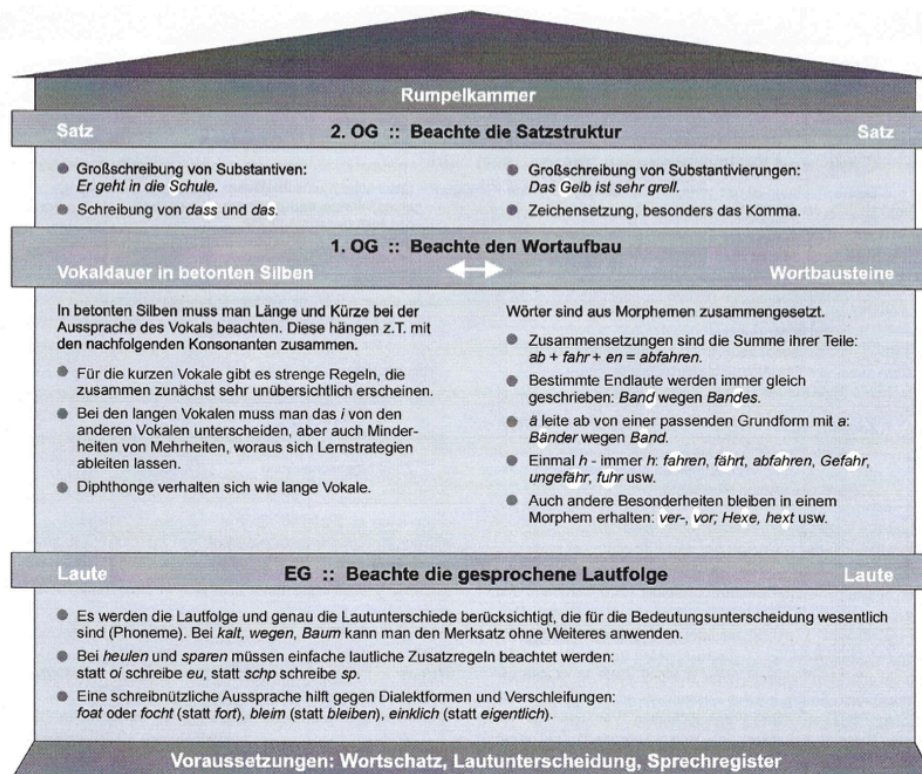 Rumpelkammer
Satz 2. OG :: Beachte die Satzstruktur Satz
Großschreibung von Substantiven:
Er geht in die Schule.
Schreibung von dass und das.
Großschreibung von Substantivierungen:
Das Gelb ist sehr grell.
Zeichensetzung, besonders das Komma.
1. OG :: Beachte den Wortaufbau
Vokaldauer in betonten Silben Wortbausteine
In betonten Silben muss man Länge und Kürze bei der
Aussprache des Vokals beachten. Diese hängen z.T. mit
den nachfolgenden Konsonanten zusammen.
Für die kurzen Vokale gibt es strenge Regeln, die
zusammen zunächst sehr unübersichtlich erscheinen.
Bei den langen Vokalen muss man das i von den
anderen Vokalen unterscheiden, aber auch Minder-
heiten von Mehrheiten, woraus sich Lernstrategien
ableiten lassen.
Diphthonge verhalten sich wie lange Vokale.
Wörter sind aus Morphemen zusammengesetzt.
Zusammensetzungen sind die Summe ihrer Teile:
ab + fahr + en = abfahren.
Bestimmte Endlaute werden immer gleich
geschrieben: Band wegen Bandes.
ä leite ab von einer passenden Grundform mit a:
Bänder wegen Band.
Einmal h - immer h: fahren, fährt, abfahren, Gefahr,
ungefähr, fuhr usw.
Auch andere Besonderheiten bleiben in einem
Morphem erhalten: ver-, vor; Hexe, hext usw.
Laute EG :: Beachte die gesprochene Lautfolge Laute
Es werden die Lautfolge und genau die Lautunterschiede berücksichtigt, die für die Bedeutungsunterscheidung wesentlich
sind (Phoneme). Bei kalt, wegen, Baum kann man den Merksatz ohne Weiteres anwenden.
Bei heulen und sparen müssen einfache lautliche Zusatzregeln beachtet werden:
statt oi schreibe eu, statt schp schreibe sp.
Eine schreibnützliche Aussprache hilft gegen Dialektformen und Verschleifungen:
foat oder focht (statt fort), bleim (statt bleiben), einklich (statt eigentlich).
Voraussetzungen: Wortschatz, Lautunterscheidung, Sprechregister